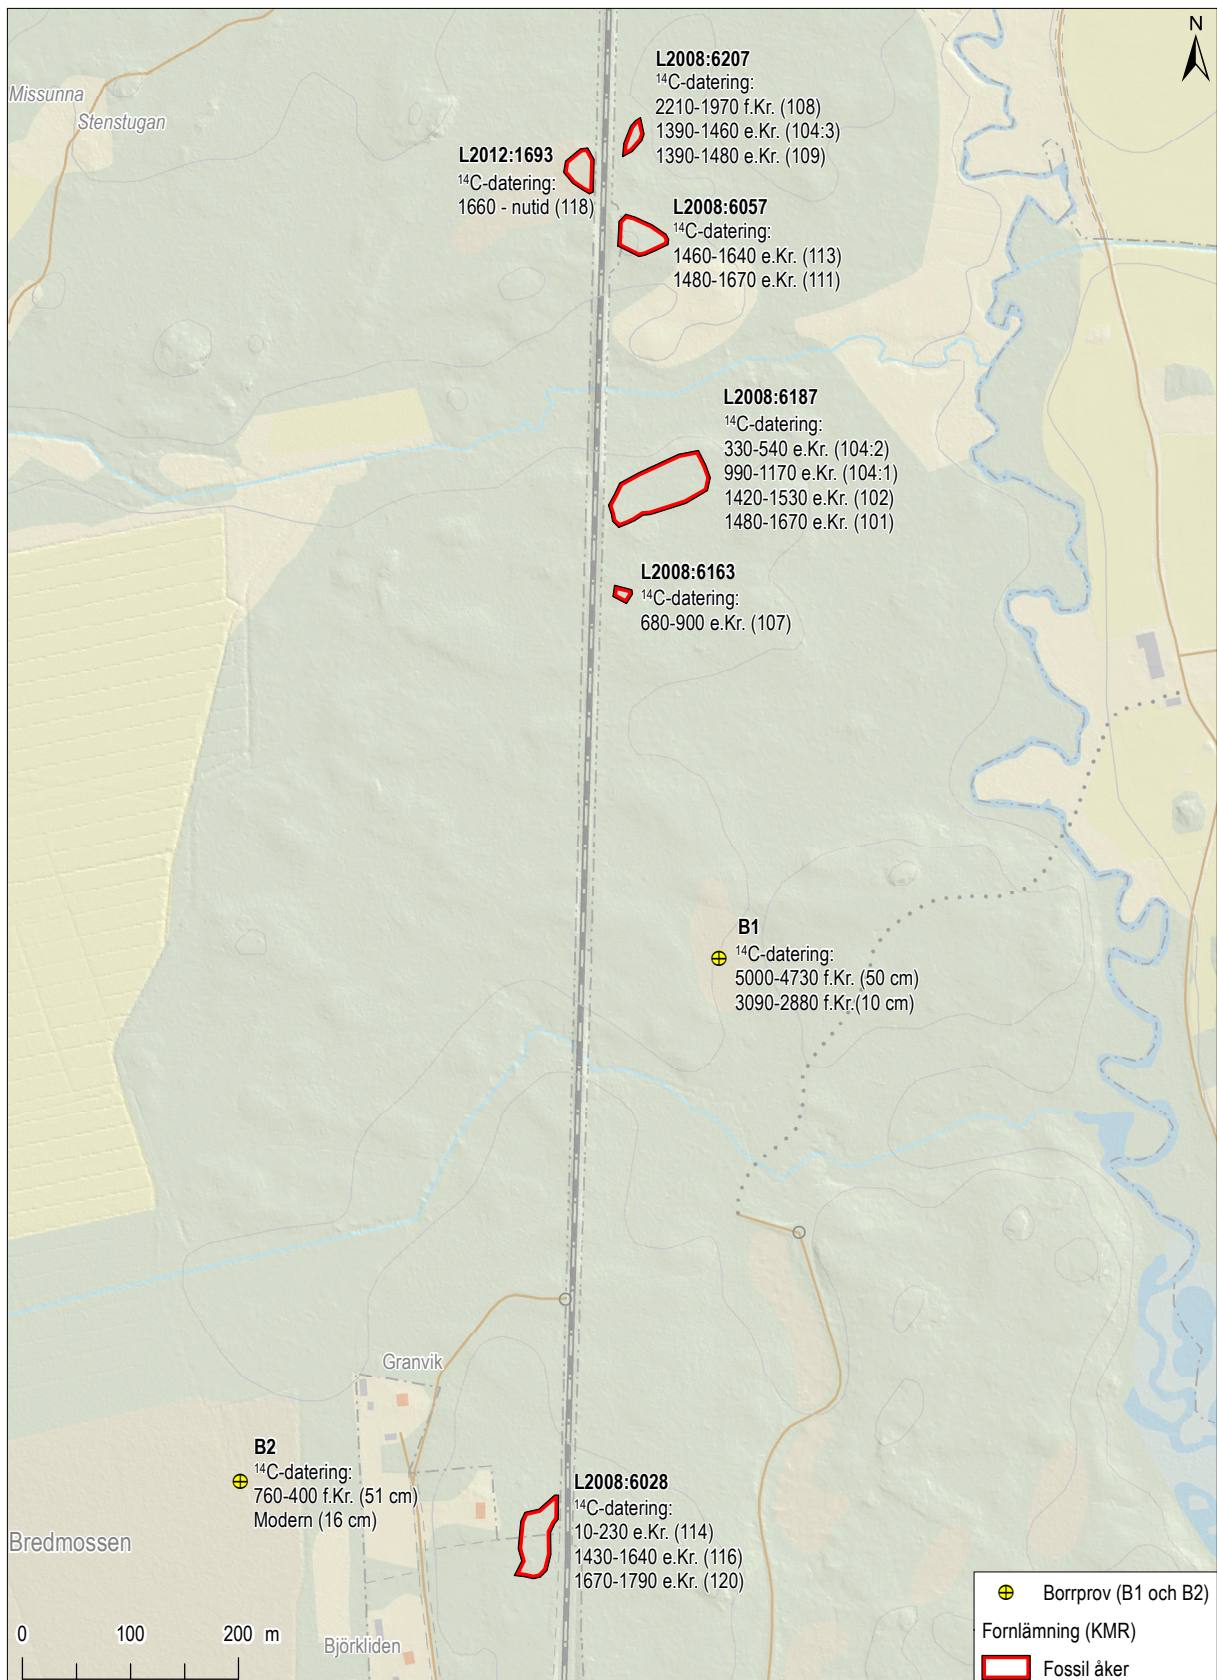 N
Missunna
Stenstugan
L2008:6207
¹⁴C-datering:
2210-1970 f.Kr. (108)
1390-1460 e.Kr. (104:3)
1390-1480 e.Kr. (109)
L2012:1693
¹⁴C-datering:
1660 - nutid (118)
L2008:6057
¹⁴C-datering:
1460-1640 e.Kr. (113)
1480-1670 e.Kr. (111)
L2008:6187
¹⁴C-datering:
330-540 e.Kr. (104:2)
990-1170 e.Kr. (104:1)
1420-1530 e.Kr. (102)
1480-1670 e.Kr. (101)
L2008:6163
¹⁴C-datering:
680-900 e.Kr. (107)
B1
¹⁴C-datering:
5000-4730 f.Kr. (50 cm)
3090-2880 f.Kr.(10 cm)
Granvik
B2
¹⁴C-datering:
760-400 f.Kr. (51 cm)
Modern (16 cm)
Bredmossen
L2008:6028
¹⁴C-datering:
10-230 e.Kr. (114)
1430-1640 e.Kr. (116)
1670-1790 e.Kr. (120)
Björkliden
0 100 200 m
Borrprov (B1 och B2)
Fornlämning (KMR)
Fossil åker